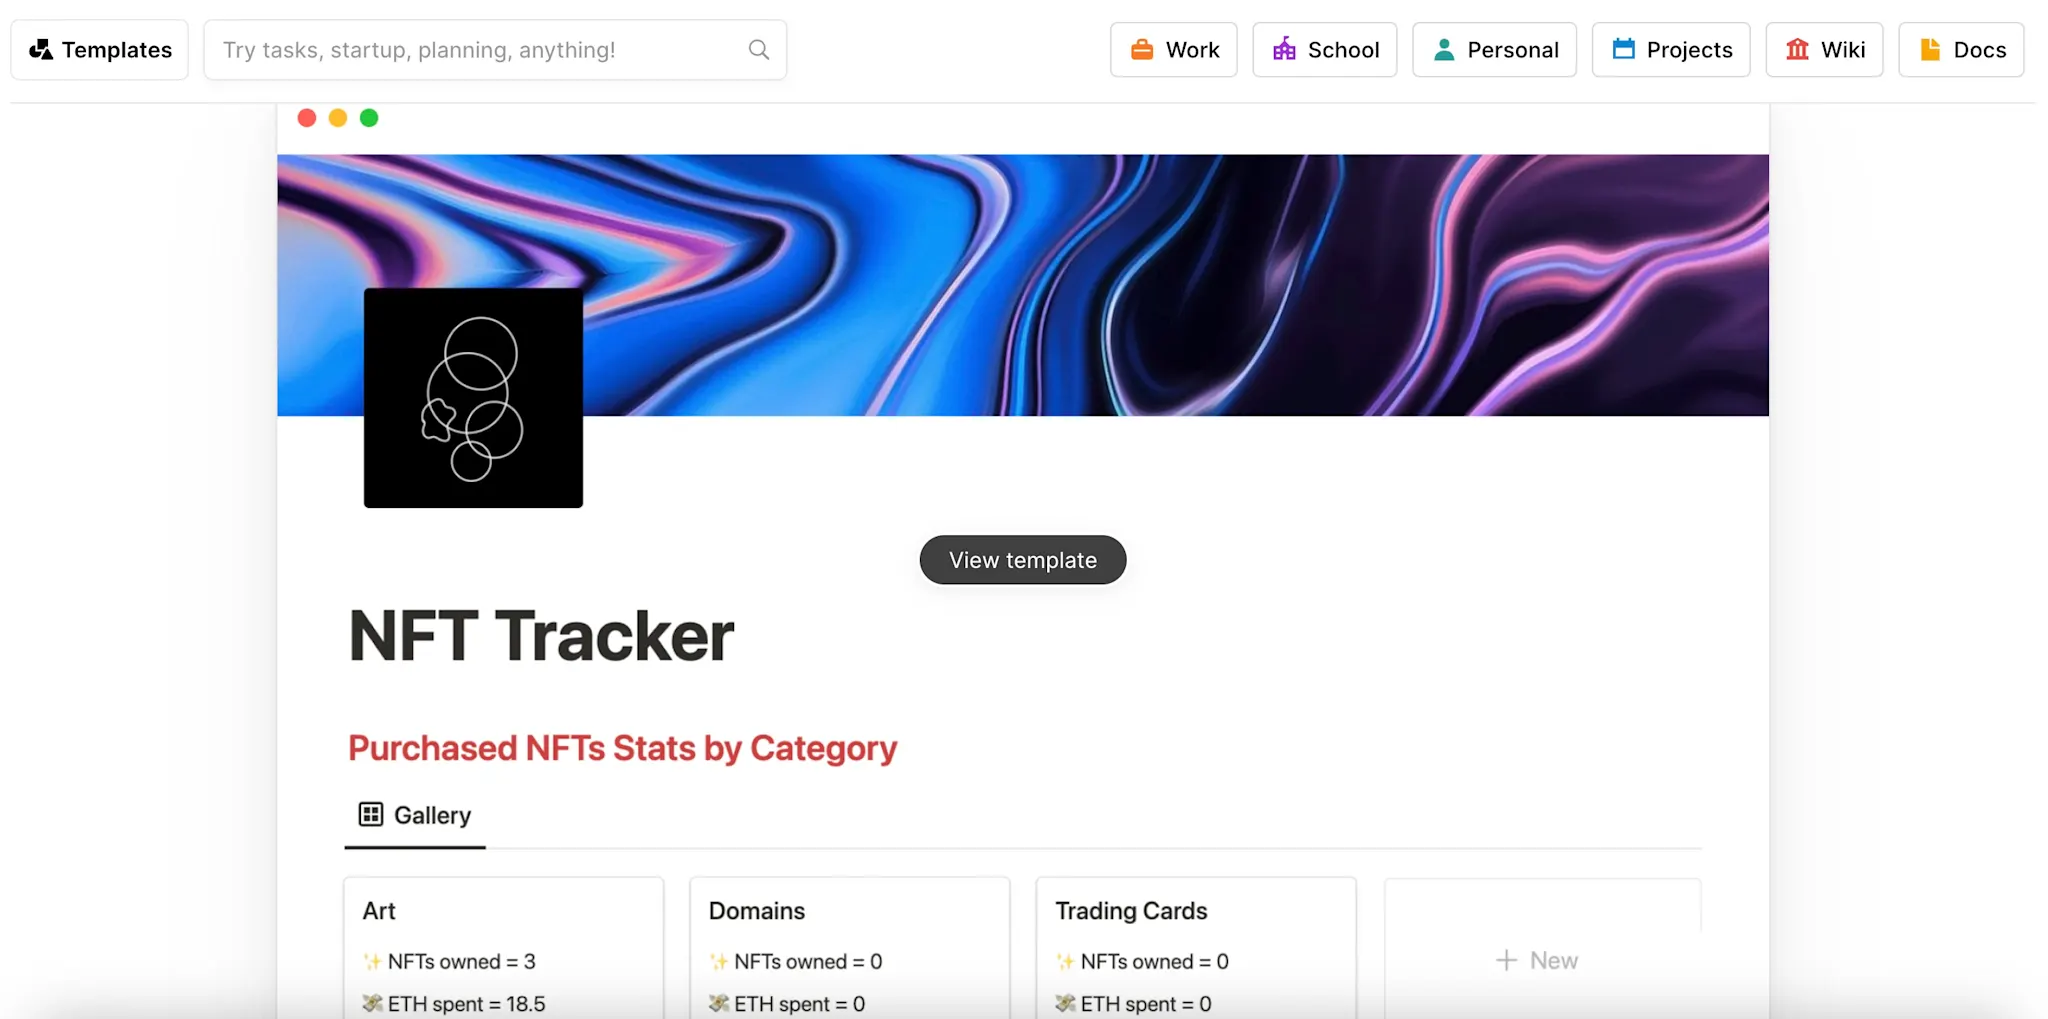 Templates
Try tasks, startup, planning, anything!
Work
School
Personal
Projects
Wiki
Docs
View template
NFT Tracker
Purchased NFTs Stats by Category
Gallery
Art
✨ NFTs owned = 3
💸 ETH spent = 18.5
Domains
✨ NFTs owned = 0
💸 ETH spent = 0
Trading Cards
✨ NFTs owned = 0
💸 ETH spent = 0
+ New